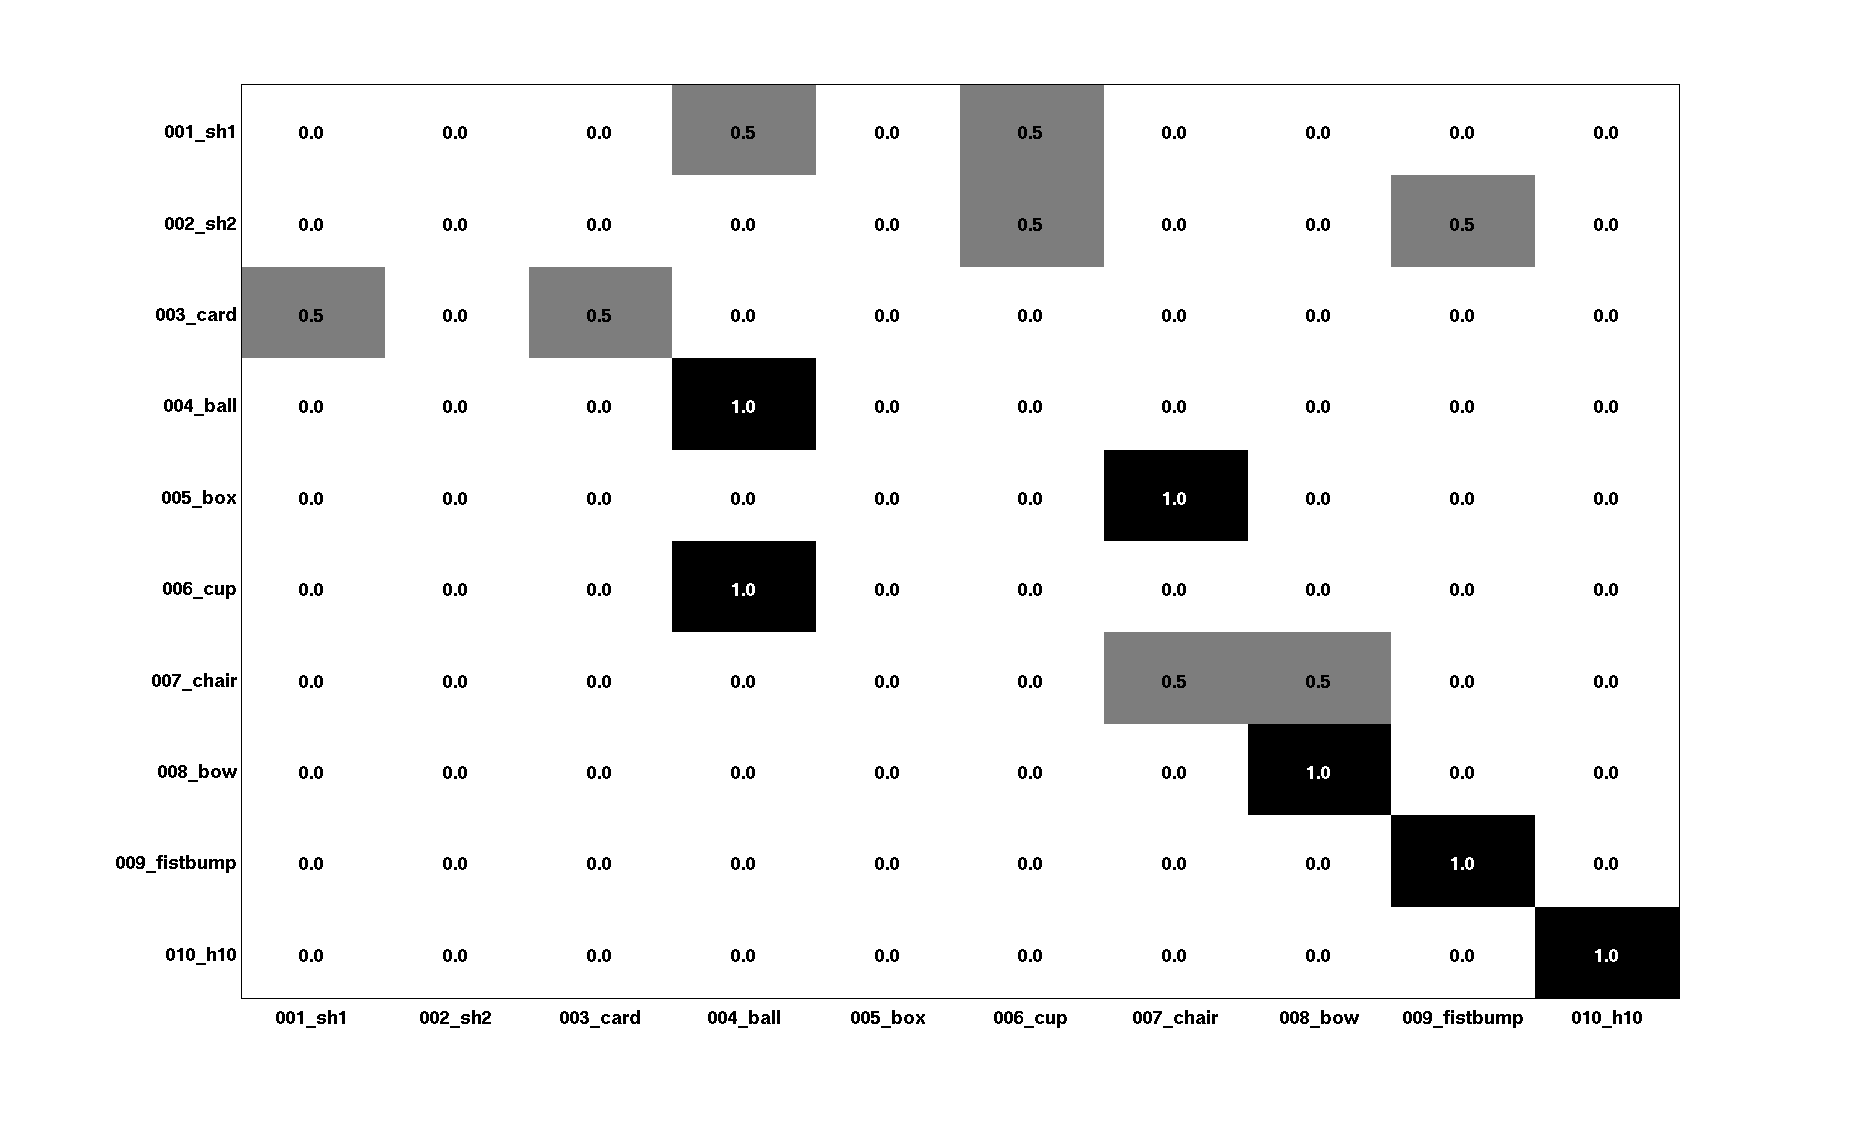 001_sh1 0.0 0.0 0.0 0.5 0.0 0.5 0.0 0.0 0.0 0.0
002_sh2 0.0 0.0 0.0 0.0 0.0 0.5 0.0 0.0 0.5 0.0
003_card 0.5 0.0 0.5 0.0 0.0 0.0 0.0 0.0 0.0 0.0
004_ball 0.0 0.0 0.0 1.0 0.0 0.0 0.0 0.0 0.0 0.0
005_box 0.0 0.0 0.0 0.0 0.0 0.0 1.0 0.0 0.0 0.0
006_cup 0.0 0.0 0.0 1.0 0.0 0.0 0.0 0.0 0.0 0.0
007_chair 0.0 0.0 0.0 0.0 0.0 0.0 0.5 0.5 0.0 0.0
008_bow 0.0 0.0 0.0 0.0 0.0 0.0 0.0 1.0 0.0 0.0
009_fistbump 0.0 0.0 0.0 0.0 0.0 0.0 0.0 0.0 1.0 0.0
010_h10 0.0 0.0 0.0 0.0 0.0 0.0 0.0 0.0 0.0 1.0
001_sh1 002_sh2 003_card 004_ball 005_box 006_cup 007_chair 008_bow 009_fistbump 010_h10